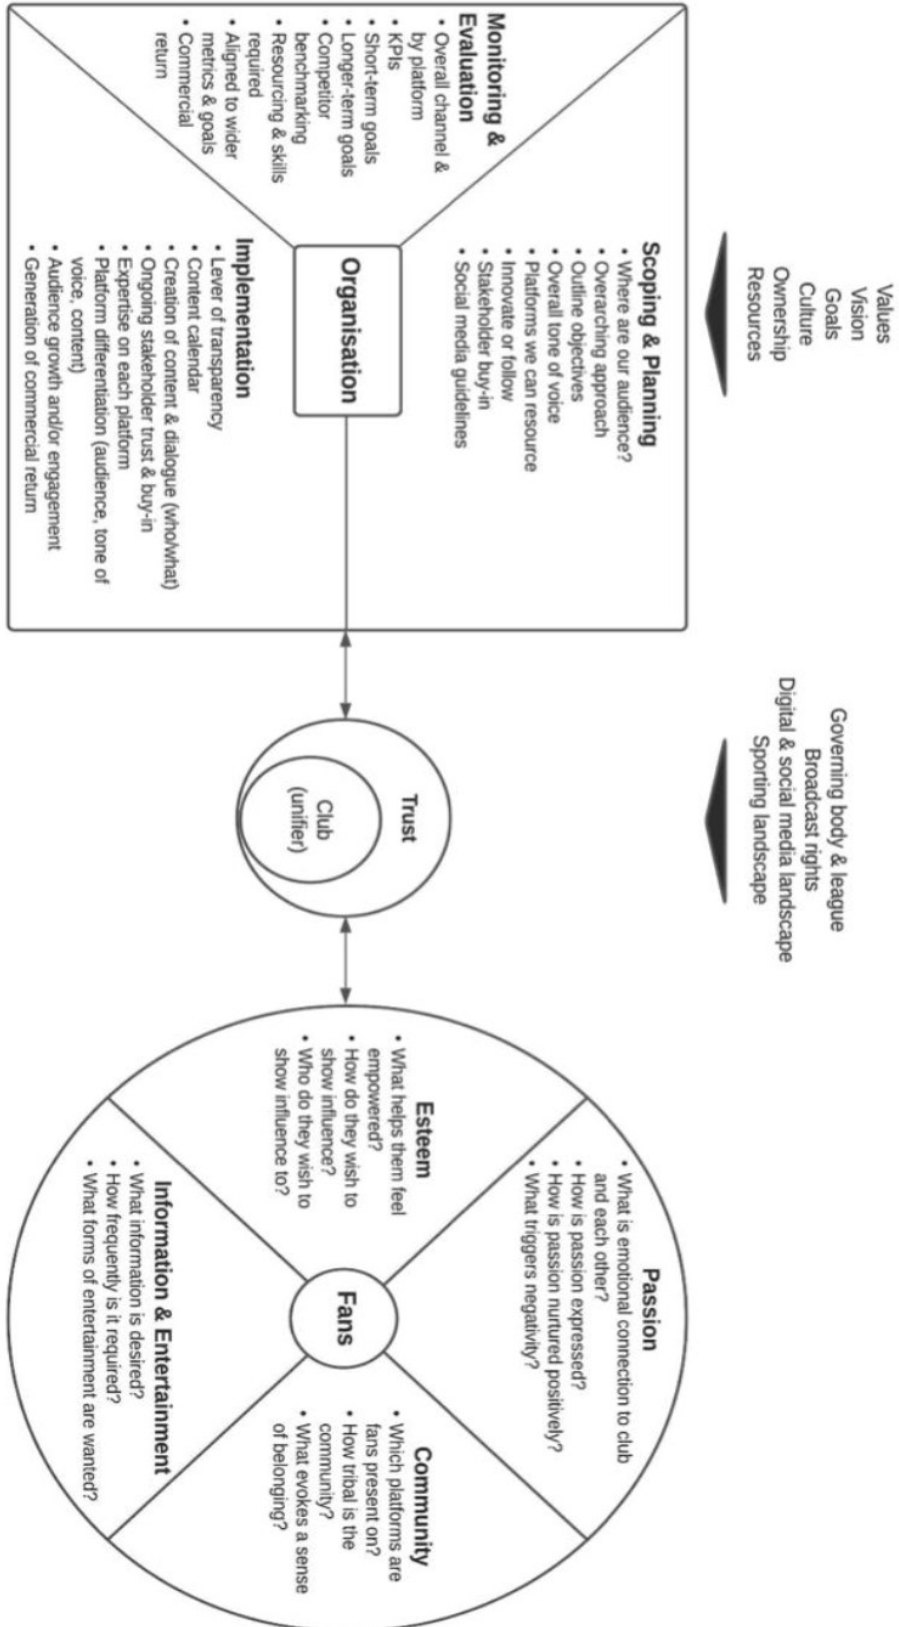 Values
Vision
Goals
Culture
Ownership
Resources
Governing body & league
Broadcast rights
Digital & social media landscape
Sporting landscape
Scoping & Planning
• Where are our audience?
• Overarching approach
• Outline objectives
• Overall tone of voice
• Platforms we can resource
• Innovate or follow
• Stakeholder buy-in
• Social media guidelines
Monitoring &
Evaluation
• Overall channel &
by platform
• KPIs
• Short-term goals
• Longer-term goals
• Competitor
benchmarking
• Resourcing & skills
required
• Aligned to wider
metrics & goals
• Commercial
return
Organisation
Implementation
• Lever of transparency
• Content calendar
• Creation of content & dialogue (who/what)
• Ongoing stakeholder trust & buy-in
• Expertise on each platform
• Platform differentiation (audience, tone of
voice, content)
• Audience growth and/or engagement
• Generation of commercial return
Trust
Club
(unifier)
Passion
• What is emotional connection to club
and each other?
• How is passion expressed?
• How is passion nurtured positively?
• What triggers negativity?
Esteem
• What helps them feel
empowered?
• How do they wish to
show influence?
• Who do they wish to
show influence to?
Fans
Community
• Which platforms are
fans present on?
• How tribal is the
community?
• What evokes a sense
of belonging?
Information & Entertainment
• What information is desired?
• How frequently is it required?
• What forms of entertainment are wanted?